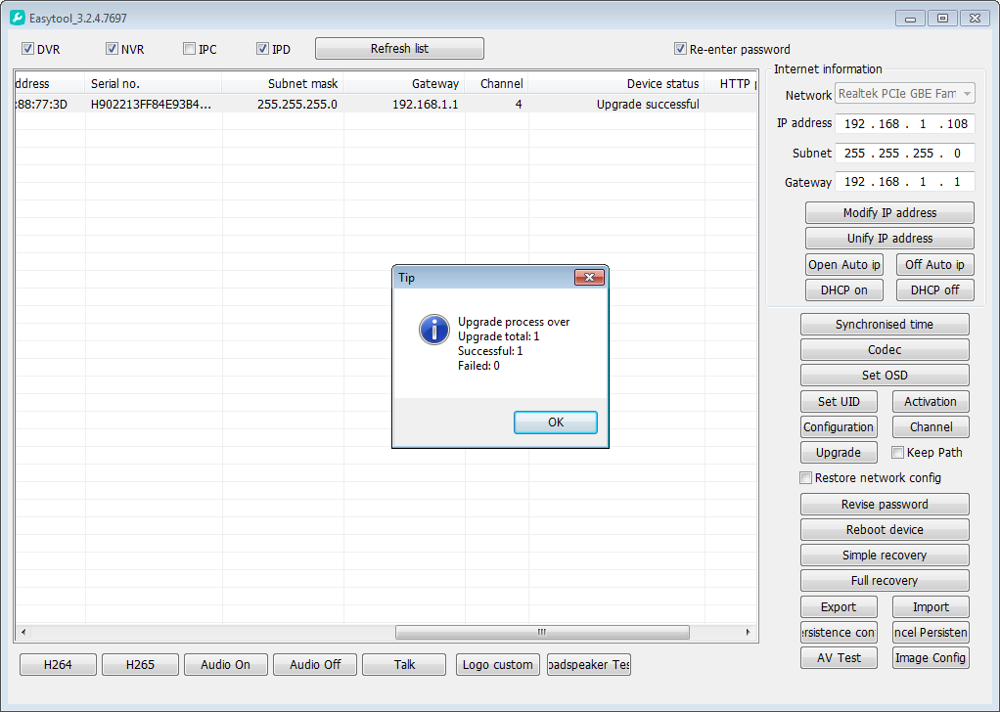 Easytool_3.2.4.7697
DVR NVR IPC IPD Refresh list Re-enter password
ddress Serial no. Subnet mask Gateway Channel Device status HTTP
:88:77:3D H902213FF84E93B4... 255.255.255.0 192.168.1.1 4 Upgrade successful
Internet information
Network Realtek PCIe GBE Fam
IP address 192 . 168 . 1 . 108
Subnet 255 . 255 . 255 . 0
Gateway 192 . 168 . 1 . 1
Modify IP address
Unify IP address
Open Auto ip Off Auto ip
DHCP on DHCP off
Tip
Upgrade process over
Upgrade total: 1
Successful: 1
Failed: 0
OK
Synchronised time
Codec
Set OSD
Set UID Activation
Configuration Channel
Upgrade Keep Path
Restore network config
Revise password
Reboot device
Simple recovery
Full recovery
Export Import
rsistence con ncel Persisten
AV Test Image Config
H264 H265 Audio On Audio Off Talk Logo custom oadspeaker Tes